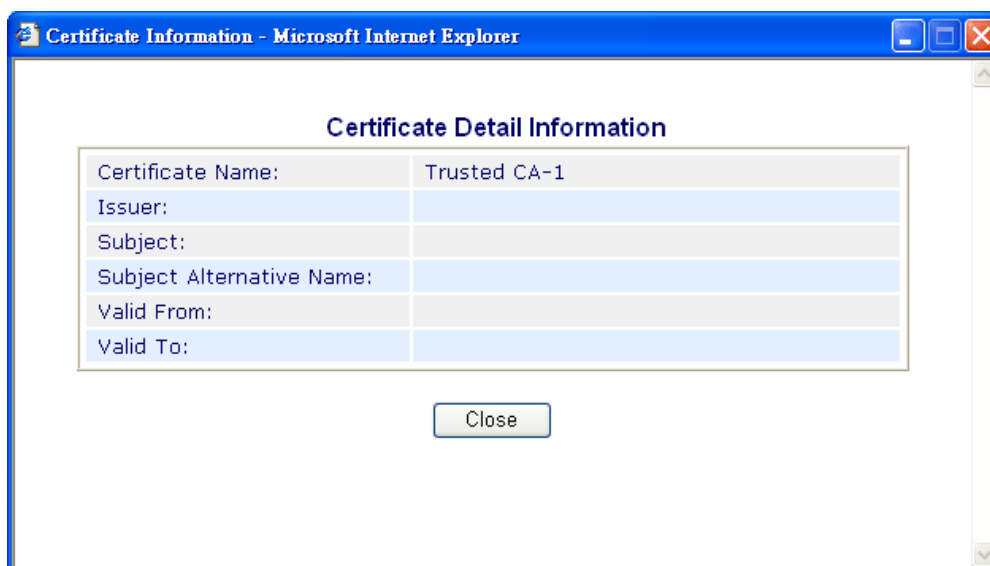 Certificate Information - Microsoft Internet Explorer
Certificate Detail Information
Certificate Name: Trusted CA-1
Issuer:
Subject:
Subject Alternative Name:
Valid From:
Valid To:
Close